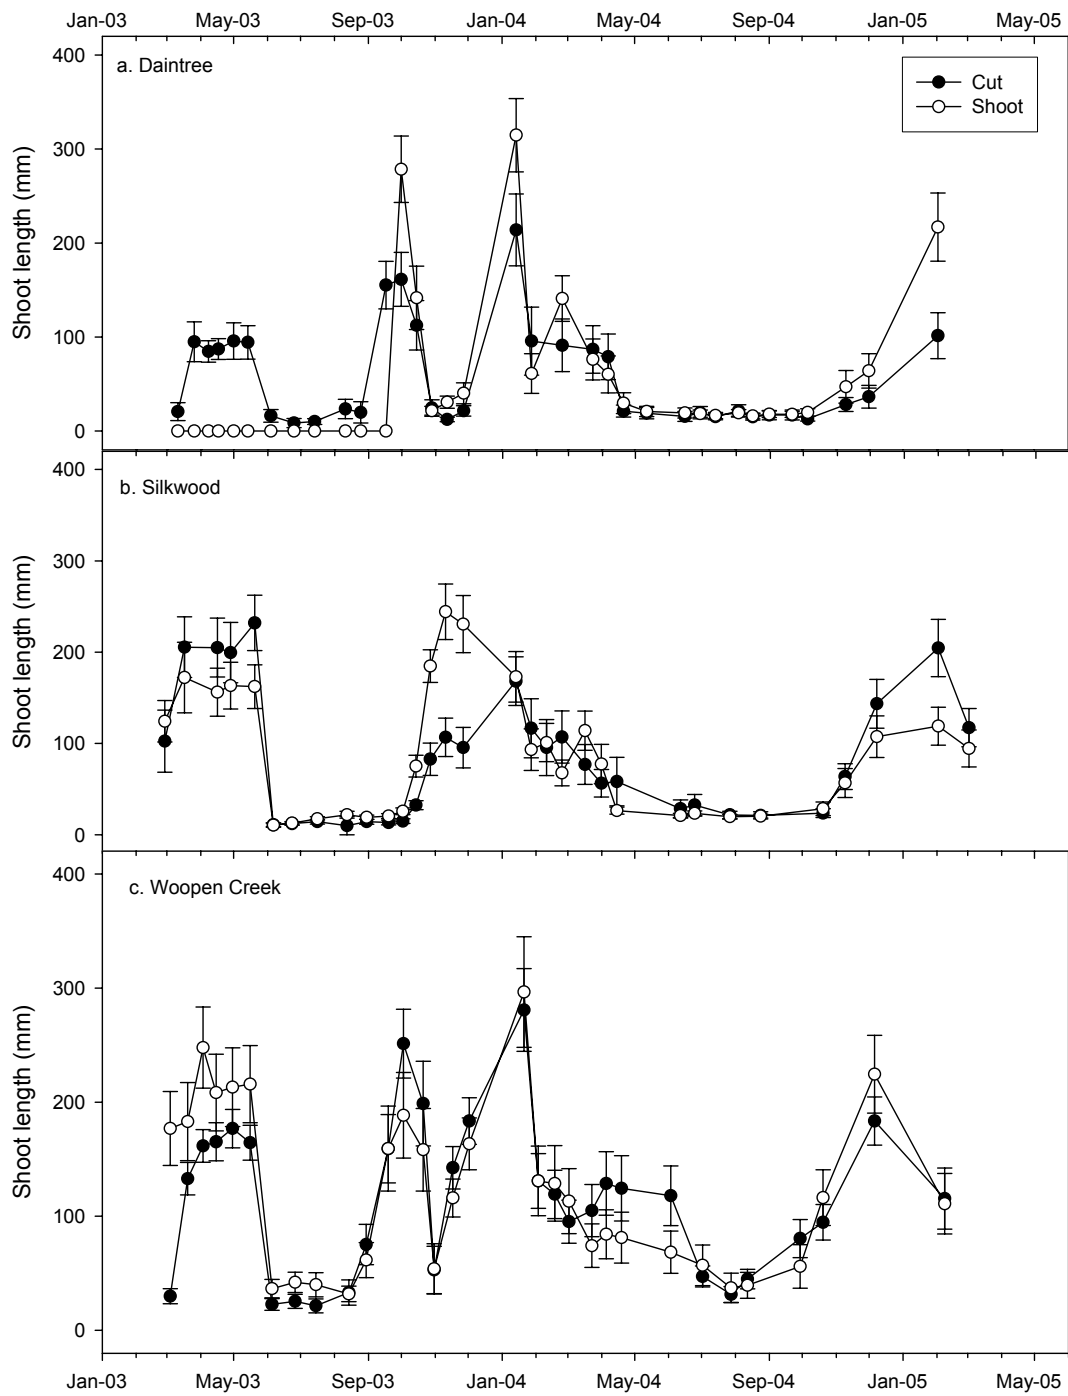 Jan-03 May-03 Sep-03 Jan-04 May-04 Sep-04 Jan-05 May-05
400
a. Daintree
Cut
Shoot
300
Shoot length (mm)
200
100
0
400
b. Silkwood
300
Shoot length (mm)
200
100
0
400
c. Woopen Creek
300
Shoot length (mm)
200
100
0
Jan-03 May-03 Sep-03 Jan-04 May-04 Sep-04 Jan-05 May-05